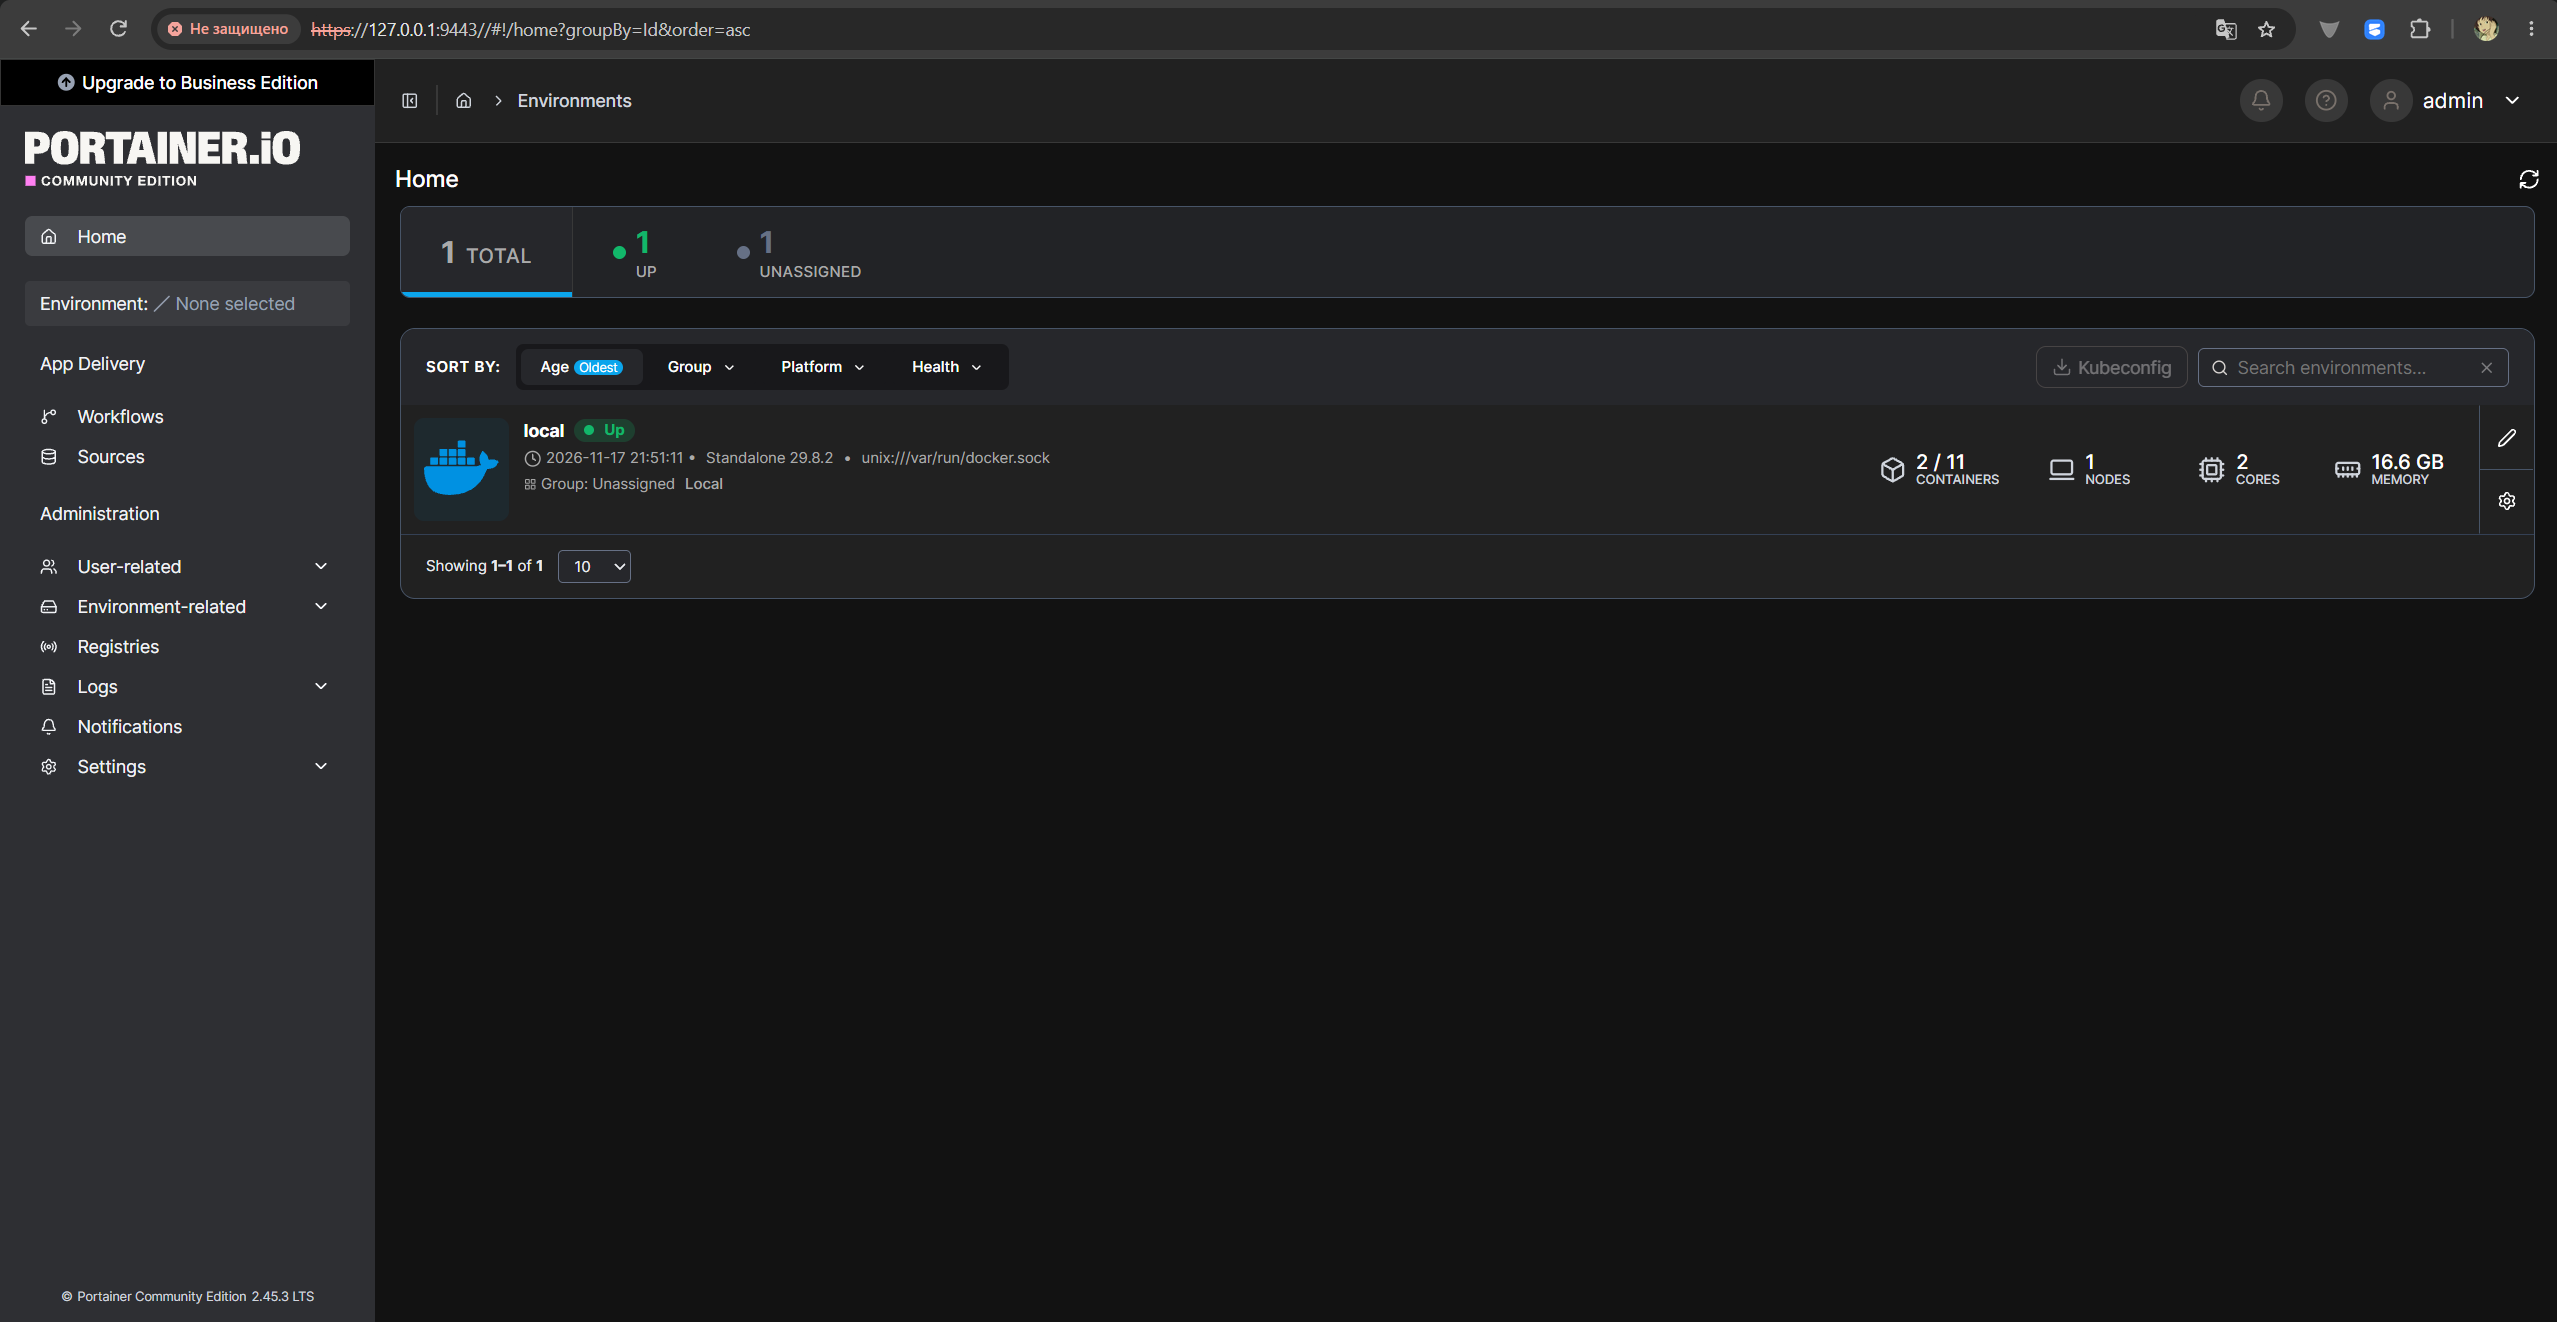 Не защищено https://127.0.0.1:9443//#!/home?groupBy=Id&order=asc
Upgrade to Business Edition
PORTAINER.iO
COMMUNITY EDITION
Home
Environment: None selected
App Delivery
Workflows
Sources
Administration
User-related
Environment-related
Registries
Logs
Notifications
Settings
© Portainer Community Edition 2.45.3 LTS
Environments
admin
Home
1 TOTAL
1
UP
1
UNASSIGNED
SORT BY: Age Oldest Group Platform Health
Kubeconfig
Search environments...
local Up
2026-11-17 21:51:11 • Standalone 29.8.2 • unix:///var/run/docker.sock
Group: Unassigned Local
2 / 11
CONTAINERS
1
NODES
2
CORES
16.6 GB
MEMORY
Showing 1–1 of 1 10